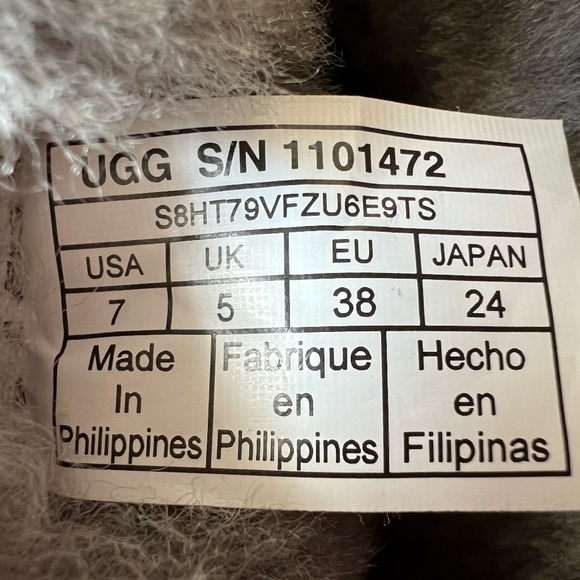 UGG S/N 1101472
S8HT79VFZU6E9TS
USA UK EU JAPAN
7 5 38 24
Made In Philippines
Fabrique en Philippines
Hecho en Filipinas